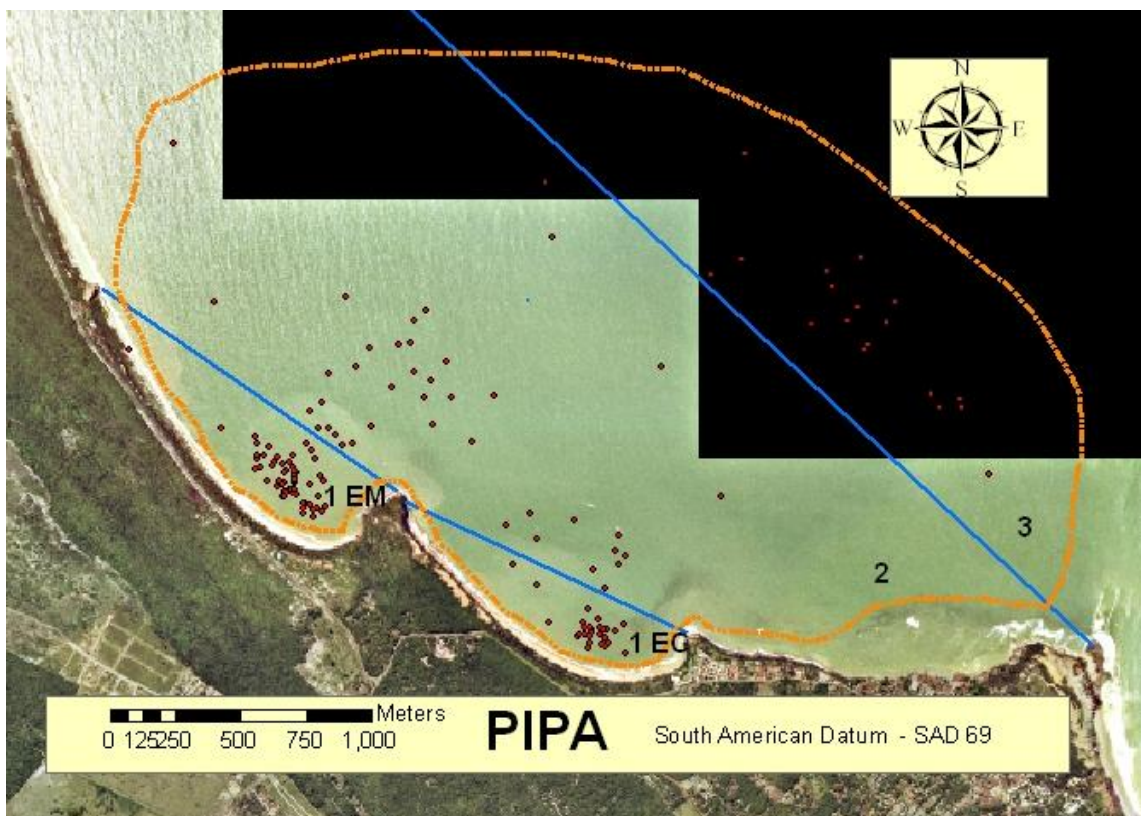 N
W E
S
3
2
1 EM
1 EC
Meters
0 125250 500 750 1,000
PIPA
South American Datum - SAD 69